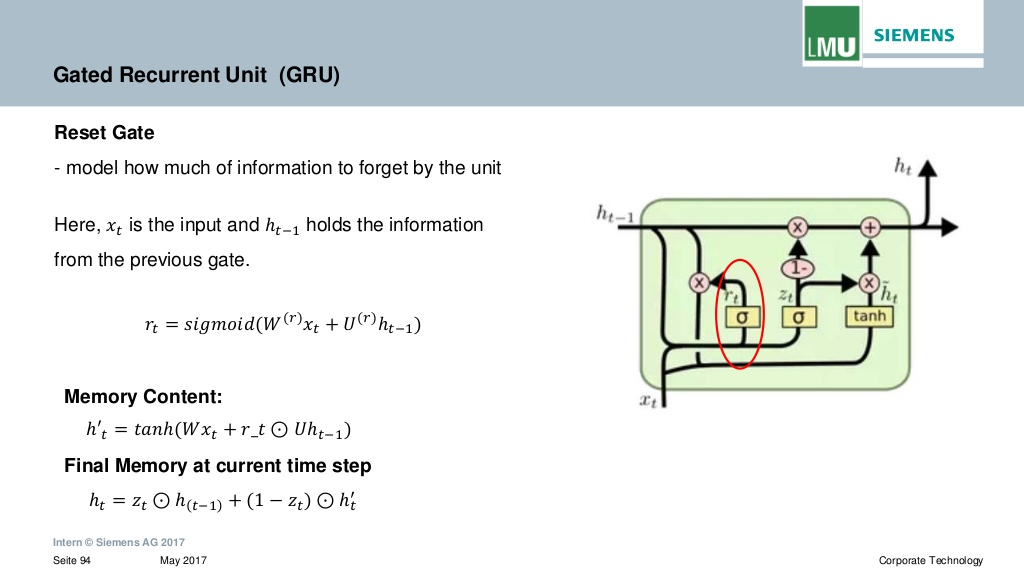 LMU
SIEMENS
Gated Recurrent Unit (GRU)
Reset Gate
- model how much of information to forget by the unit
Here, 𝑥ₜ is the input and ℎₜ₋₁ holds the information
from the previous gate.
𝑟ₜ = 𝑠𝑖𝑔𝑚𝑜𝑖𝑑(𝑊⁽ʳ⁾𝑥ₜ + 𝑈⁽ʳ⁾ℎₜ₋₁)
Memory Content:
ℎ′ₜ = 𝑡𝑎𝑛ℎ(𝑊𝑥ₜ + 𝑟_𝑡 ⊙ 𝑈ℎₜ₋₁)
Final Memory at current time step
ℎₜ = 𝑧ₜ ⊙ ℎ₍ₜ₋₁₎ + (1 − 𝑧ₜ) ⊙ ℎ′ₜ
hₜ
hₜ₋₁
x
+
1-
x
rₜ
zₜ
x
h̃ₜ
σ
σ
tanh
xₜ
Intern © Siemens AG 2017
Seite 94
May 2017
Corporate Technology